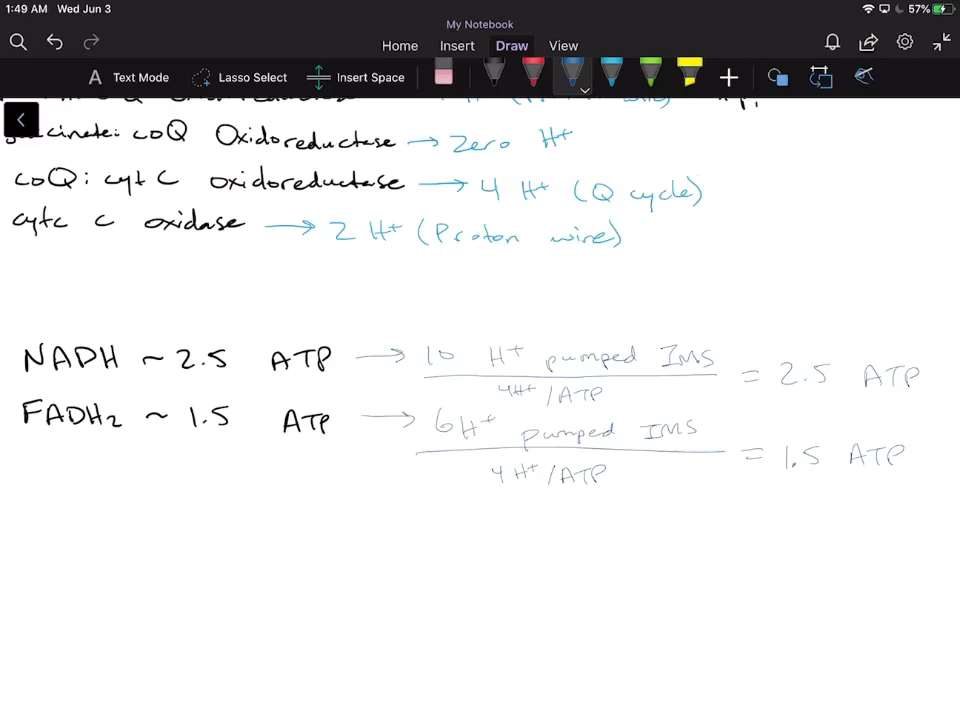 1:49 AM Wed Jun 3
57%
My Notebook
Home Insert Draw View
A Text Mode Lasso Select Insert Space
coQ Oxidoreductase → Zero H+
coQ: cyt C oxidoreductase → 4 H+ (Q cycle)
cytc c oxidase → 2 H+ (Proton wire)
NADH ~ 2.5 ATP → 10 H+ pumped IMS
4H+/ATP
= 2.5 ATP
FADH2 ~ 1.5 ATP → 6H+ pumped IMS
4 H+/ATP
= 1.5 ATP